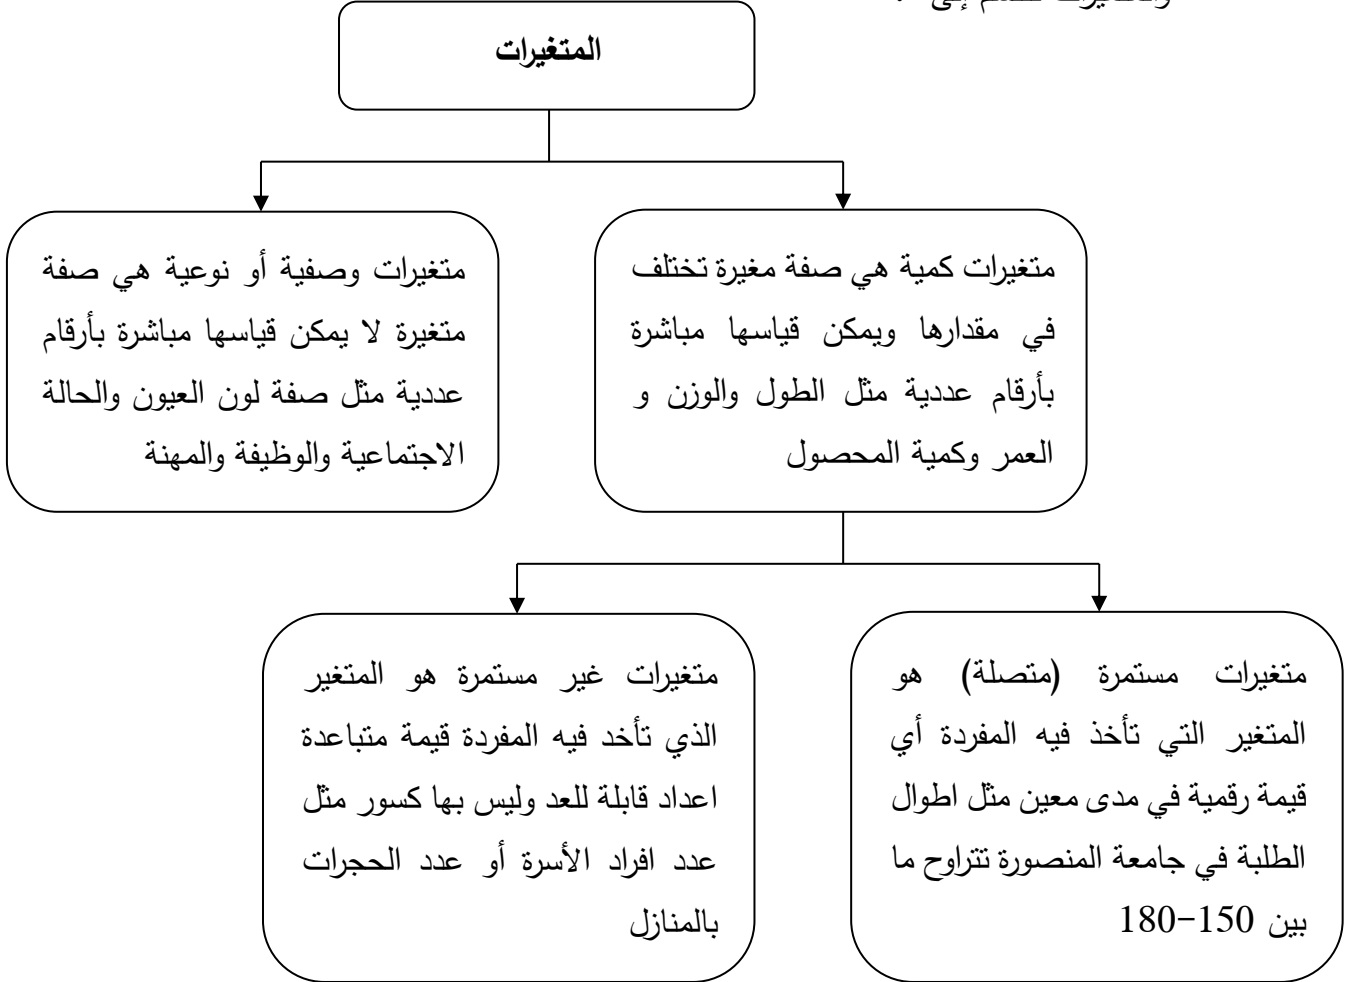 المتغيرات
متغيرات كمية هي صفة مغيرة تختلف
في مقدارها ويمكن قياسها مباشرة
بأرقام عددية مثل الطول والوزن و
العمر وكمية المحصول
متغيرات وصفية أو نوعية هي صفة
متغيرة لا يمكن قياسها مباشرة بأرقام
عددية مثل صفة لون العيون والحالة
الاجتماعية والوظيفة والمهنة
متغيرات مستمرة (متصلة) هو
المتغير التي تأخذ فيه المفردة أي
قيمة رقمية في مدى معين مثل اطوال
الطلبة في جامعة المنصورة تتراوح ما
بين 150-180
متغيرات غير مستمرة هو المتغير
الذي تأخد فيه المفردة قيمة متباعدة
اعداد قابلة للعد وليس بها كسور مثل
عدد افراد الأسرة أو عدد الحجرات
بالمنازل